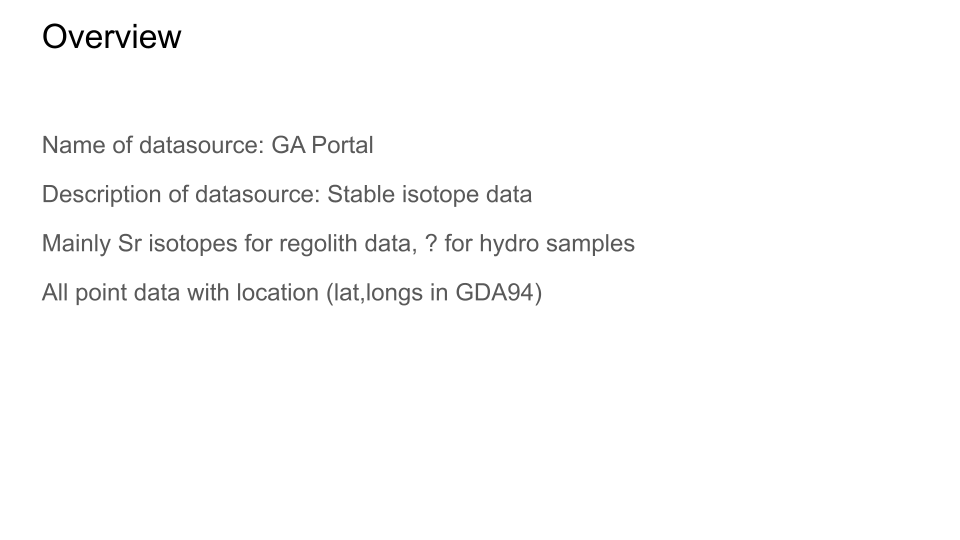 Overview
Name of datasource: GA Portal
Description of datasource: Stable isotope data
Mainly Sr isotopes for regolith data, ? for hydro samples
All point data with location (lat,longs in GDA94)